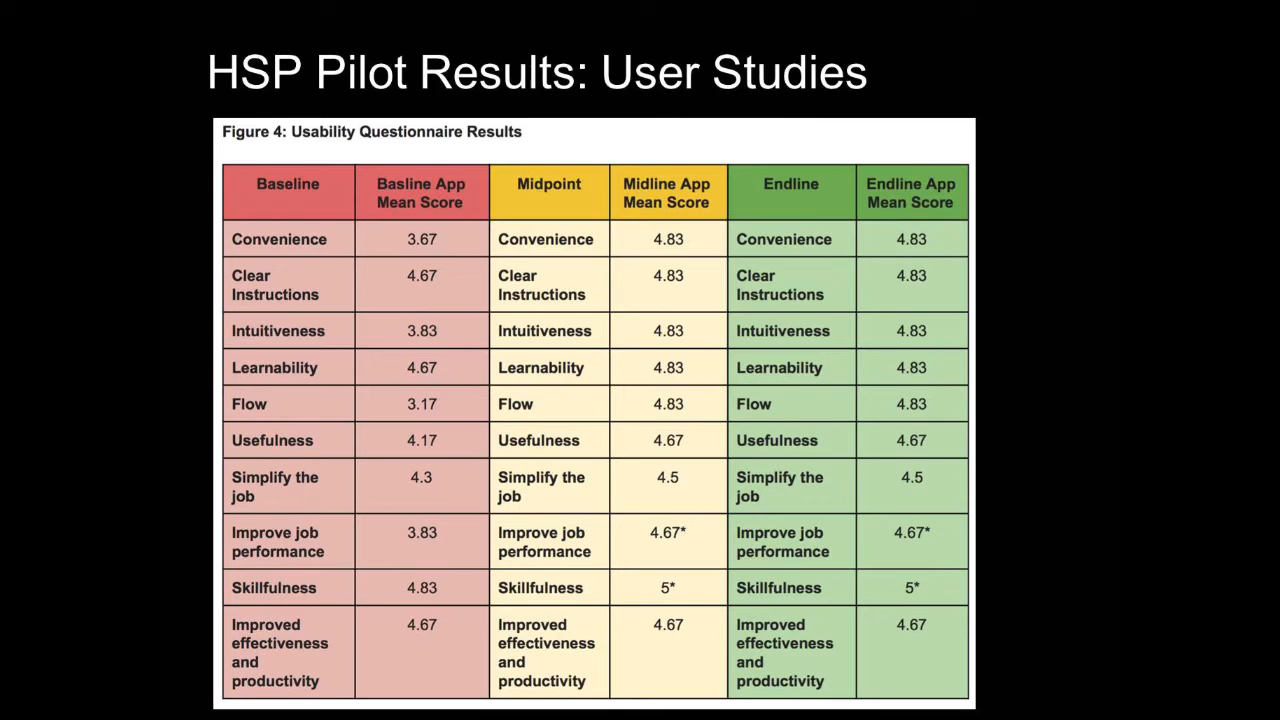 HSP Pilot Results: User Studies
Figure 4: Usability Questionnaire Results
Baseline Basline App Mean Score Midpoint Midline App Mean Score Endline Endline App Mean Score
Convenience 3.67 Convenience 4.83 Convenience 4.83
Clear Instructions 4.67 Clear Instructions 4.83 Clear Instructions 4.83
Intuitiveness 3.83 Intuitiveness 4.83 Intuitiveness 4.83
Learnability 4.67 Learnability 4.83 Learnability 4.83
Flow 3.17 Flow 4.83 Flow 4.83
Usefulness 4.17 Usefulness 4.67 Usefulness 4.67
Simplify the job 4.3 Simplify the job 4.5 Simplify the job 4.5
Improve job performance 3.83 Improve job performance 4.67* Improve job performance 4.67*
Skillfulness 4.83 Skillfulness 5* Skillfulness 5*
Improved effectiveness and productivity 4.67 Improved effectiveness and productivity 4.67 Improved effectiveness and productivity 4.67